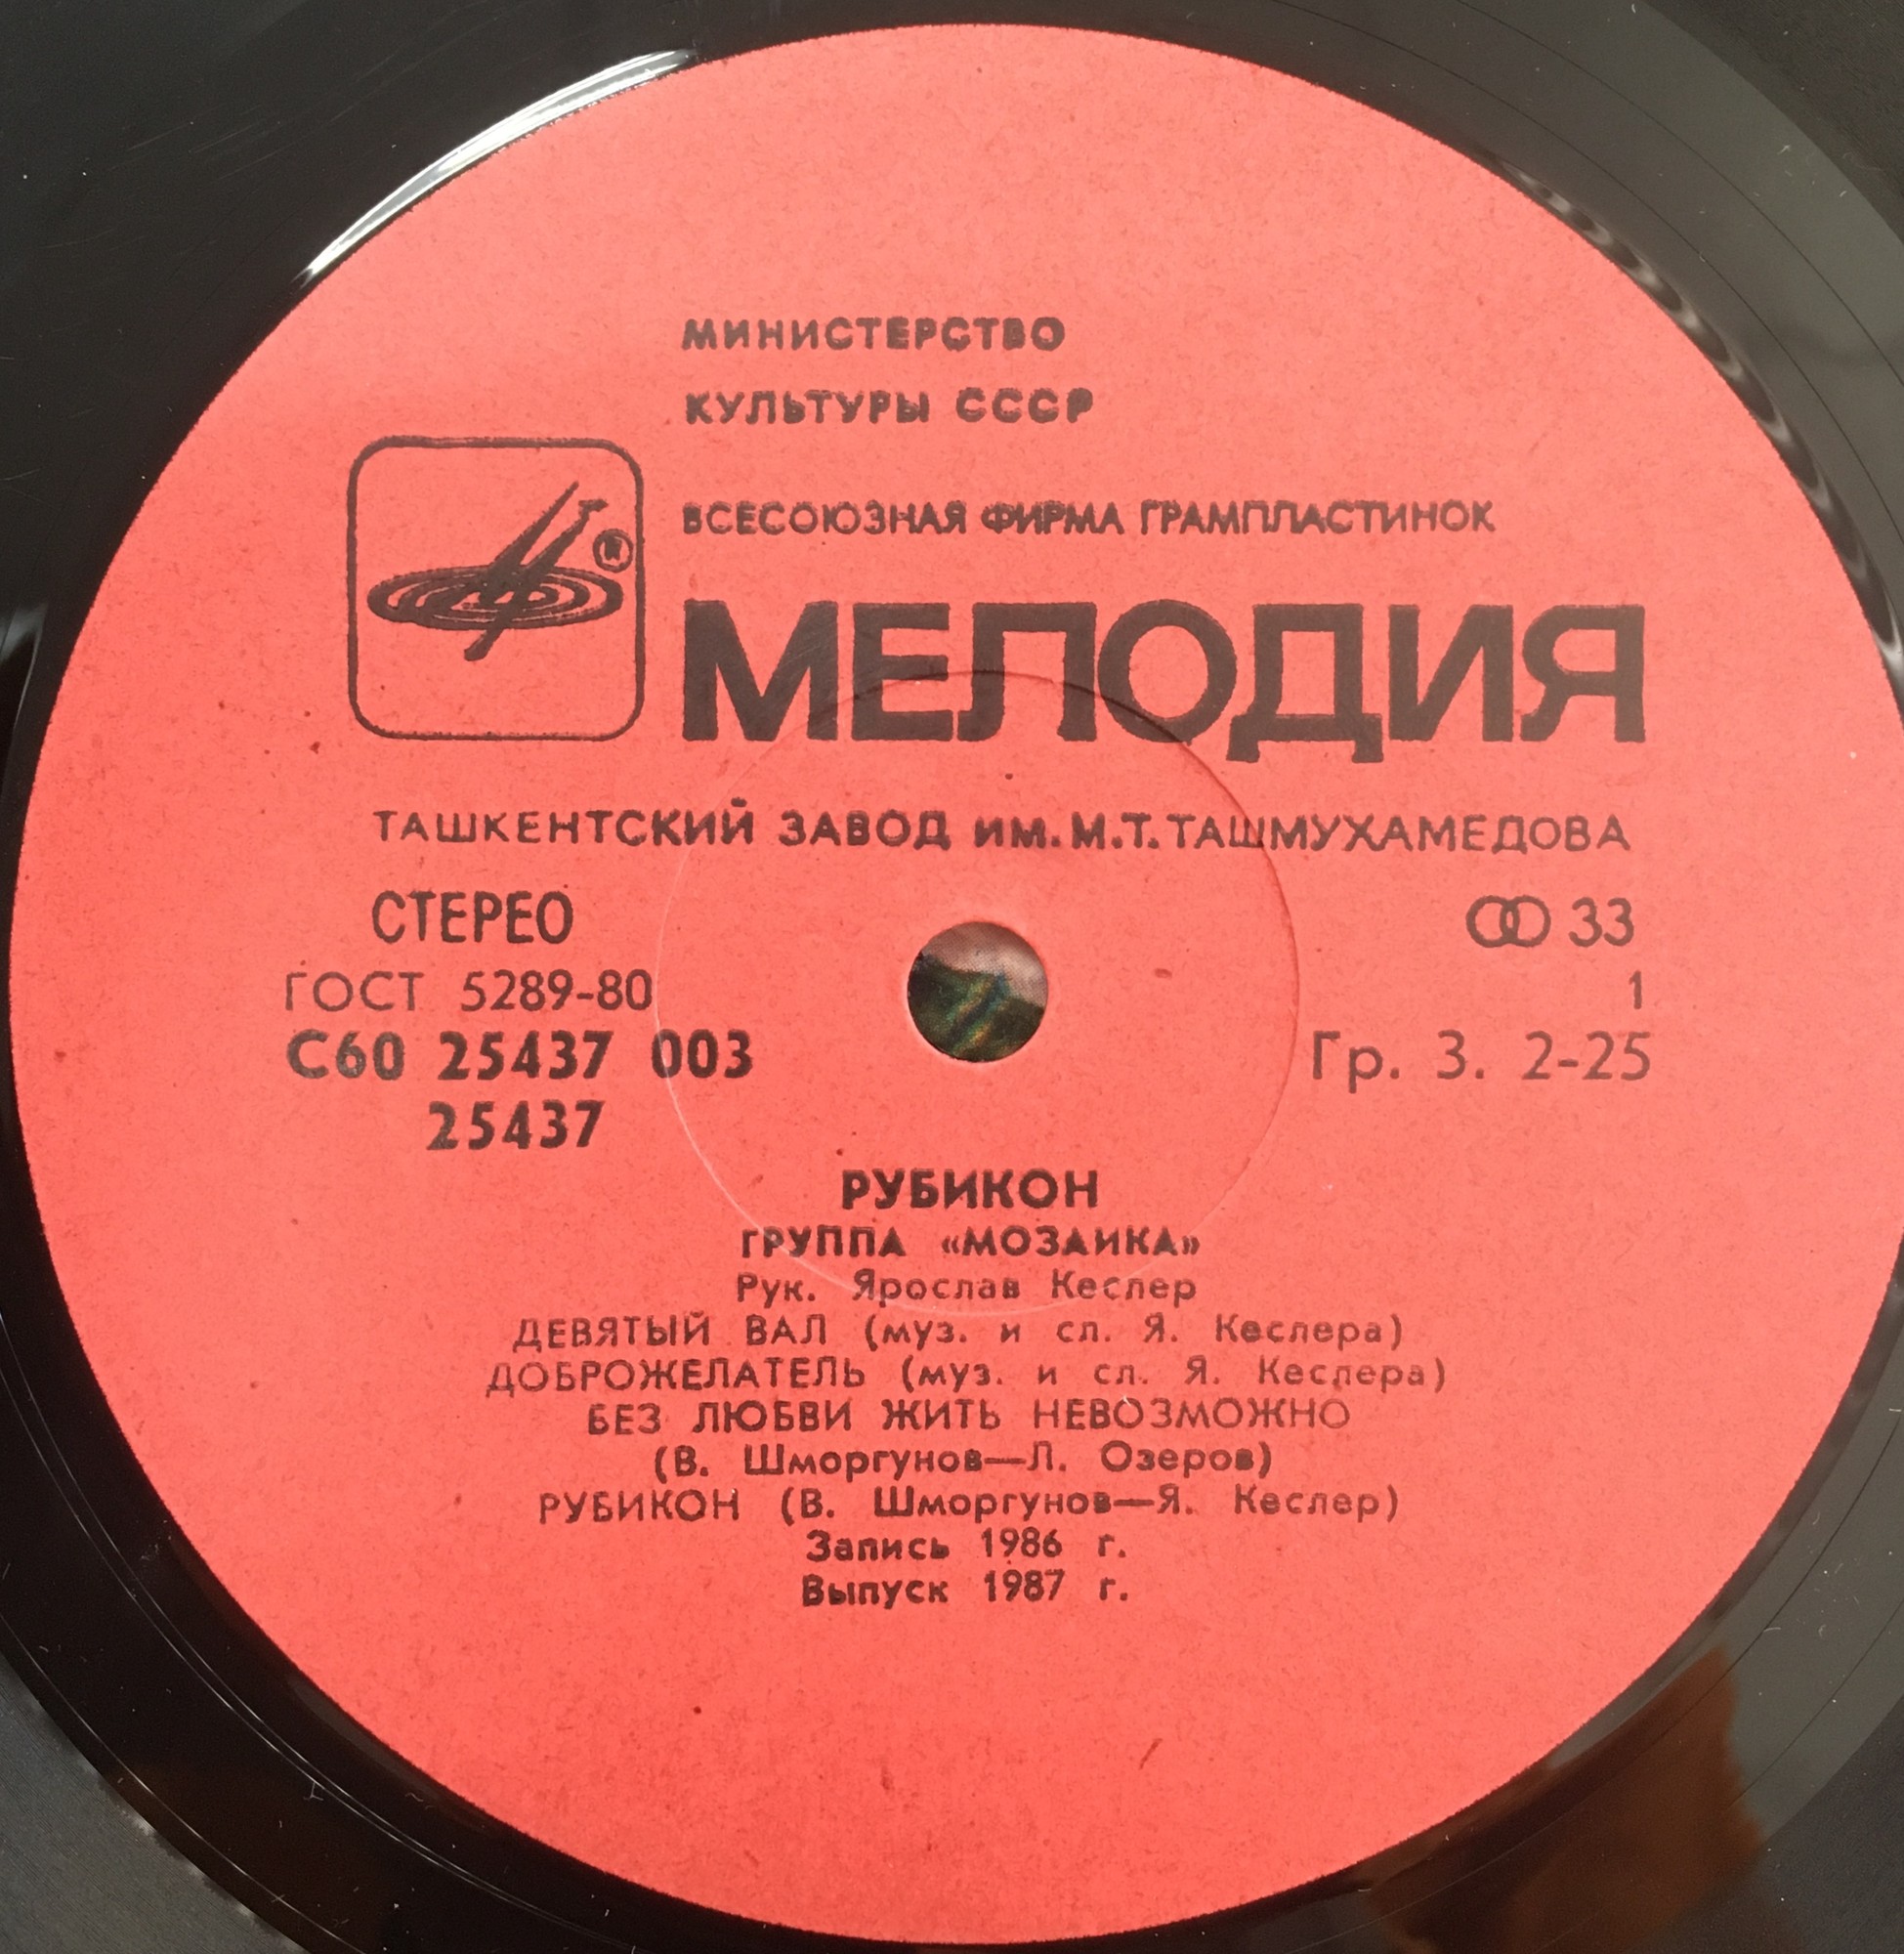 МИНИСТЕРСТВО
КУЛЬТУРЫ СССР
ВСЕСОЮЗНАЯ ФИРМА ГРАМПЛАСТИНОК
МЕЛОДИЯ
ТАШКЕНТСКИЙ ЗАВОД им. М.Т. ТАШМУХАМЕДОВА
СТЕРЕО 33
ГОСТ 5289-80 1
С60 25437 003 Гр. 3. 2-25
25437
РУБИКОН
ГРУППА «МОЗАИКА»
Рук. Ярослав Кеслер
ДЕВЯТЫЙ ВАЛ (муз. и сл. Я. Кеслера)
ДОБРОЖЕЛАТЕЛЬ (муз. и сл. Я. Кеслера)
БЕЗ ЛЮБВИ ЖИТЬ НЕВОЗМОЖНО
(В. Шморгунов—Л. Озеров)
РУБИКОН (В. Шморгунов—Я. Кеслер)
Запись 1986 г.
Выпуск 1987 г.